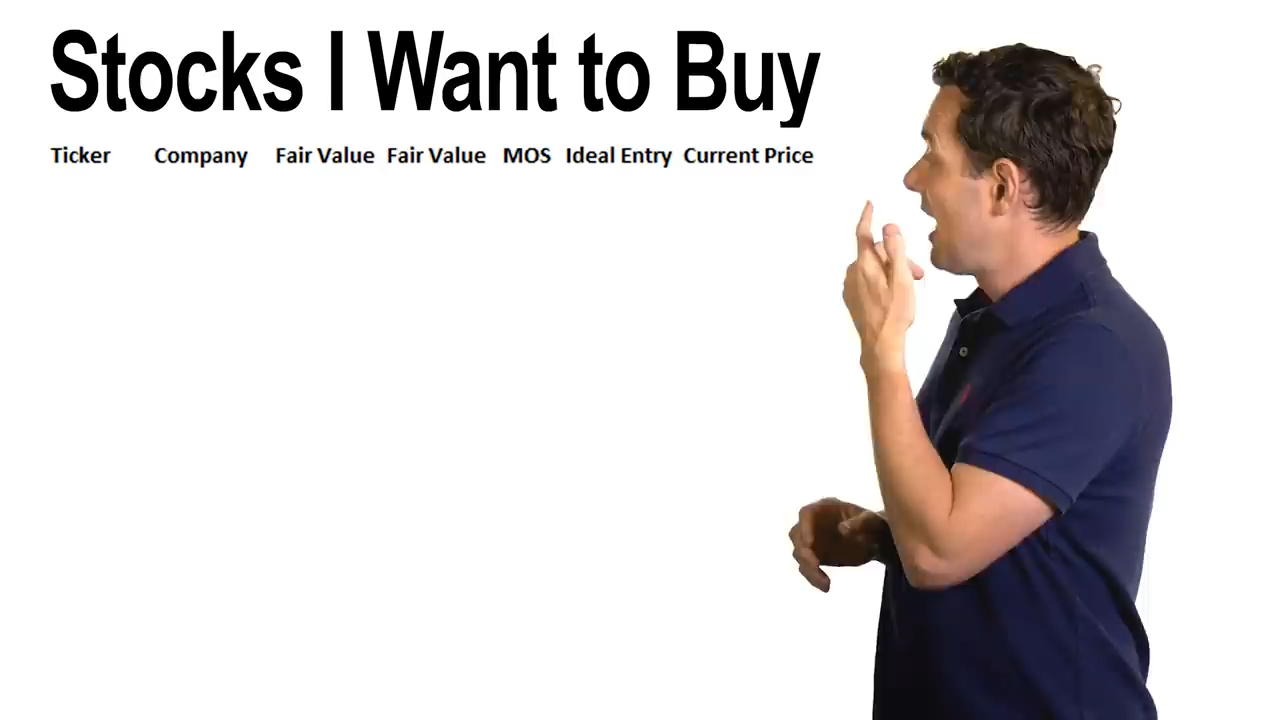 Stocks I Want to Buy
Ticker Company Fair Value Fair Value MOS Ideal Entry Current Price